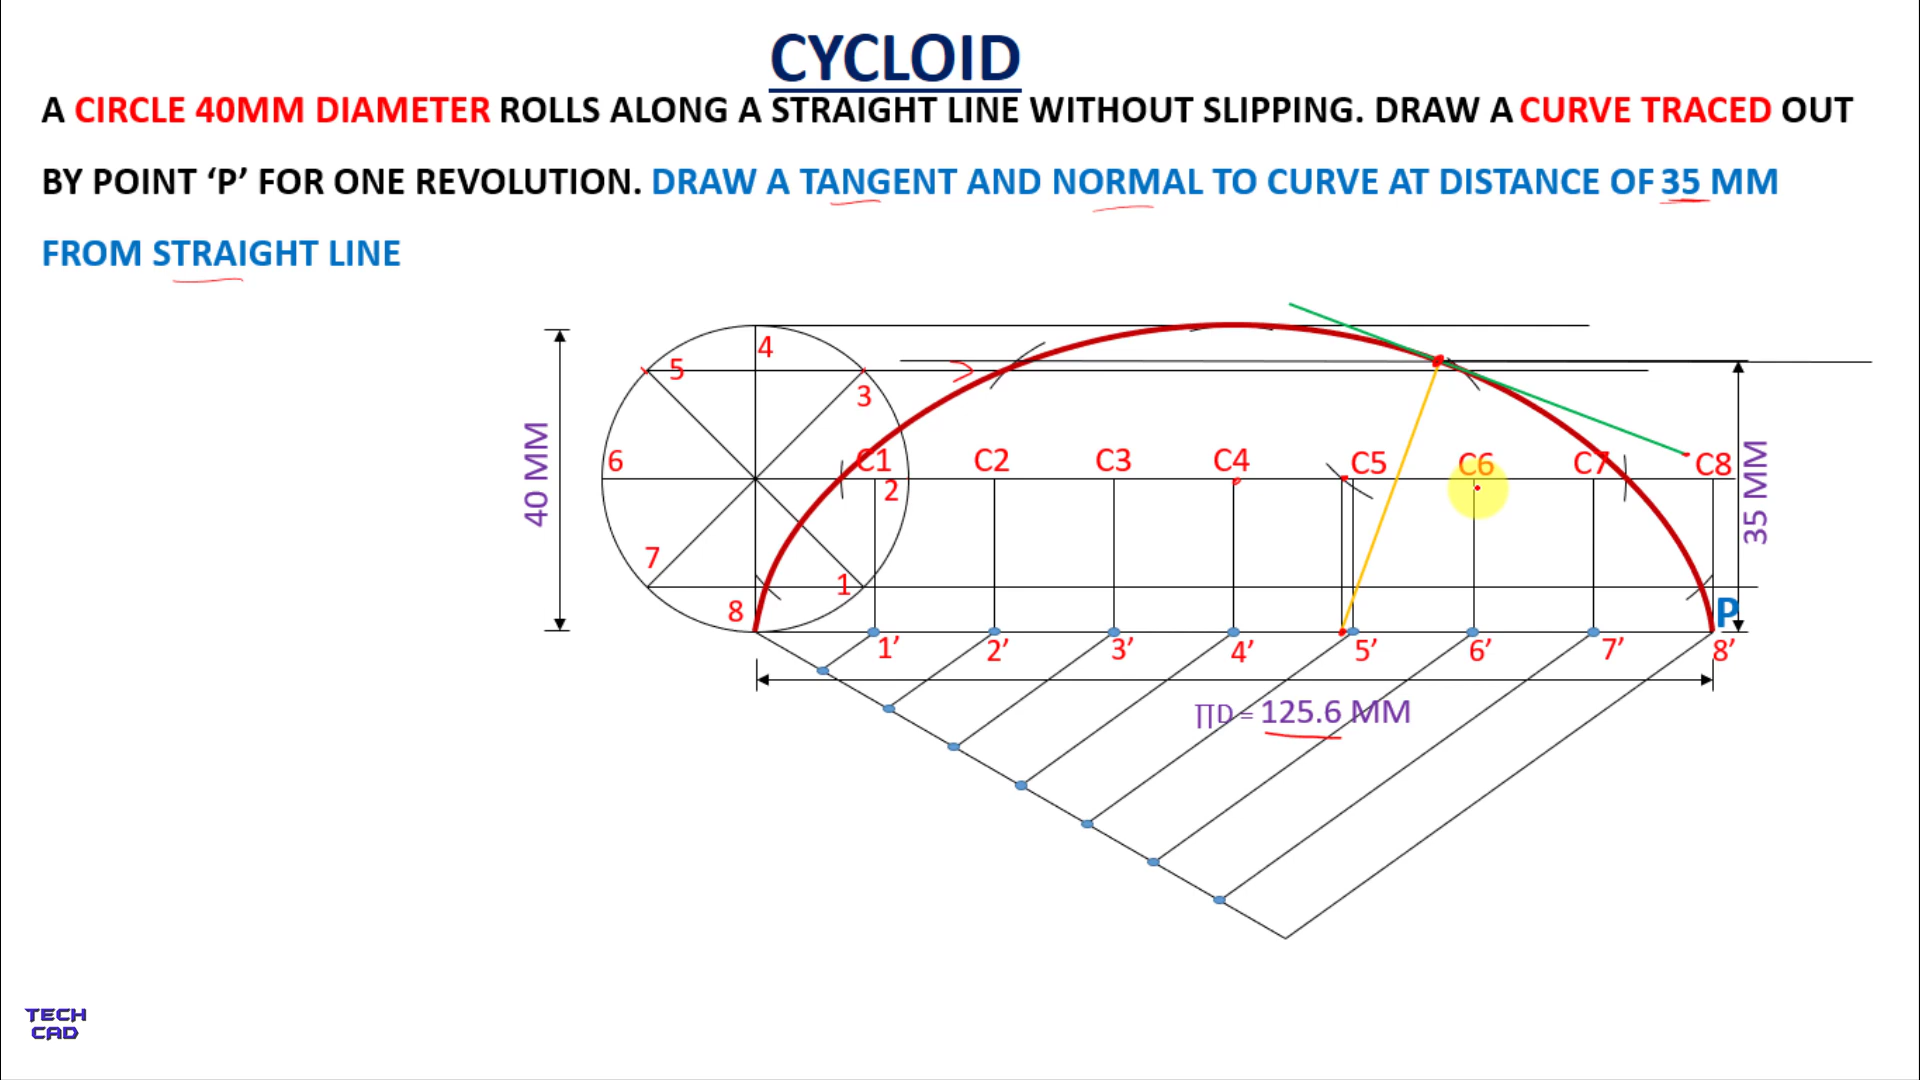 CYCLOID
A CIRCLE 40MM DIAMETER ROLLS ALONG A STRAIGHT LINE WITHOUT SLIPPING. DRAW A CURVE TRACED OUT
BY POINT ‘P’ FOR ONE REVOLUTION. DRAW A TANGENT AND NORMAL TO CURVE AT DISTANCE OF 35 MM
FROM STRAIGHT LINE
4
5
3
6
C1
C2
C3
C4
C5
C6
C7
C8
2
40 MM
35 MM
7
1
8
P
1’
2’
3’
4’
5’
6’
7’
8’
∏D = 125.6 MM
TECH
CAD